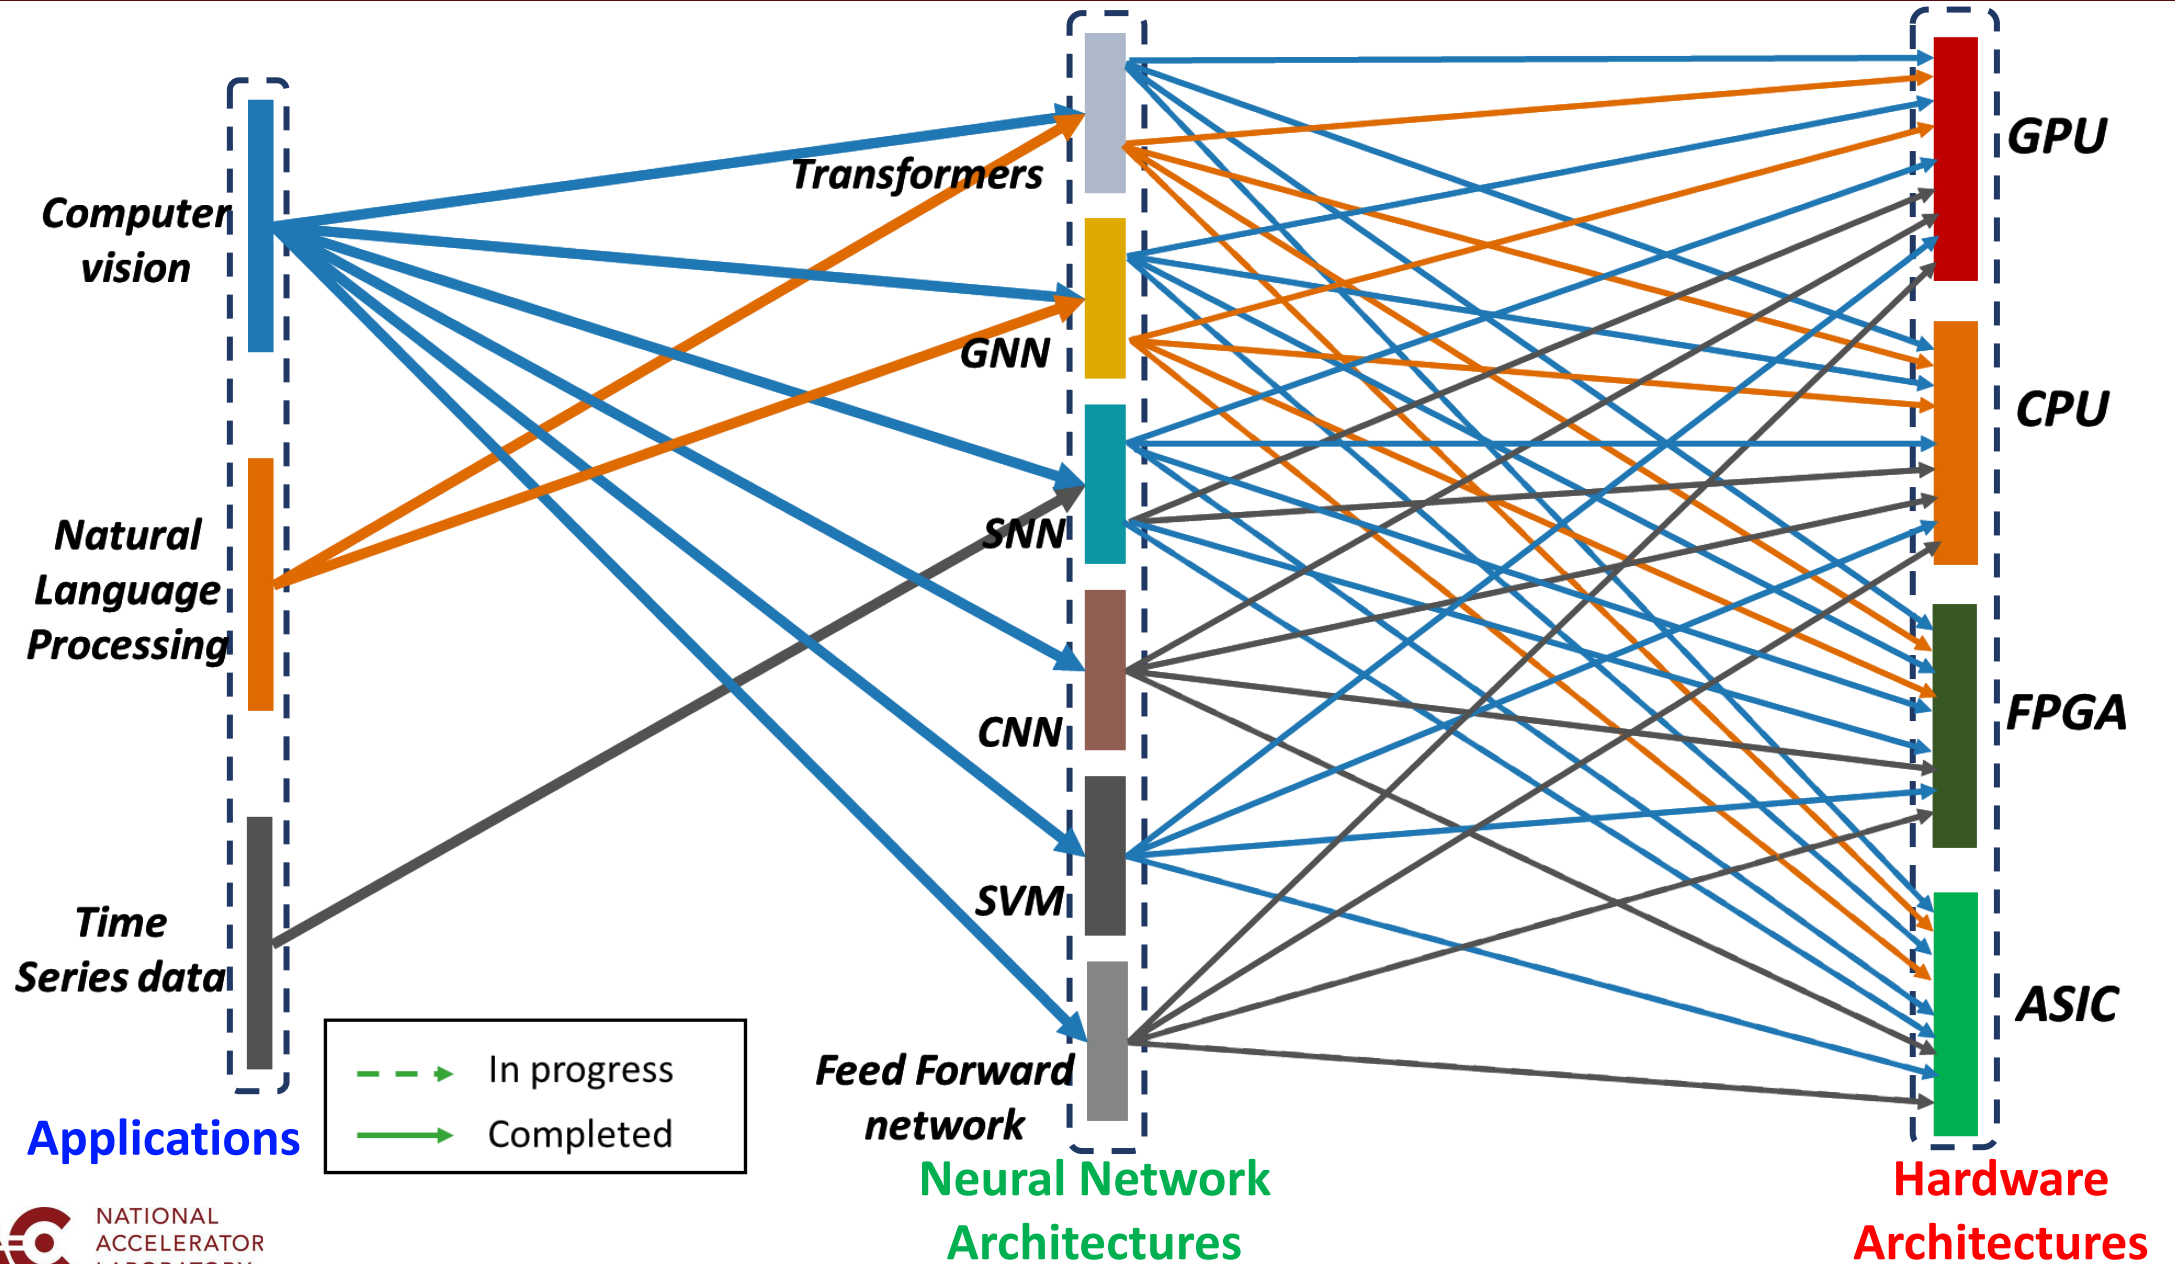 Computer
vision
Natural
Language
Processing
Time
Series data
Applications
In progress
Completed
Transformers
GNN
SNN
CNN
SVM
Feed Forward
network
Neural Network
Architectures
GPU
CPU
FPGA
ASIC
Hardware
Architectures
NATIONAL
ACCELERATOR
LABORATORY